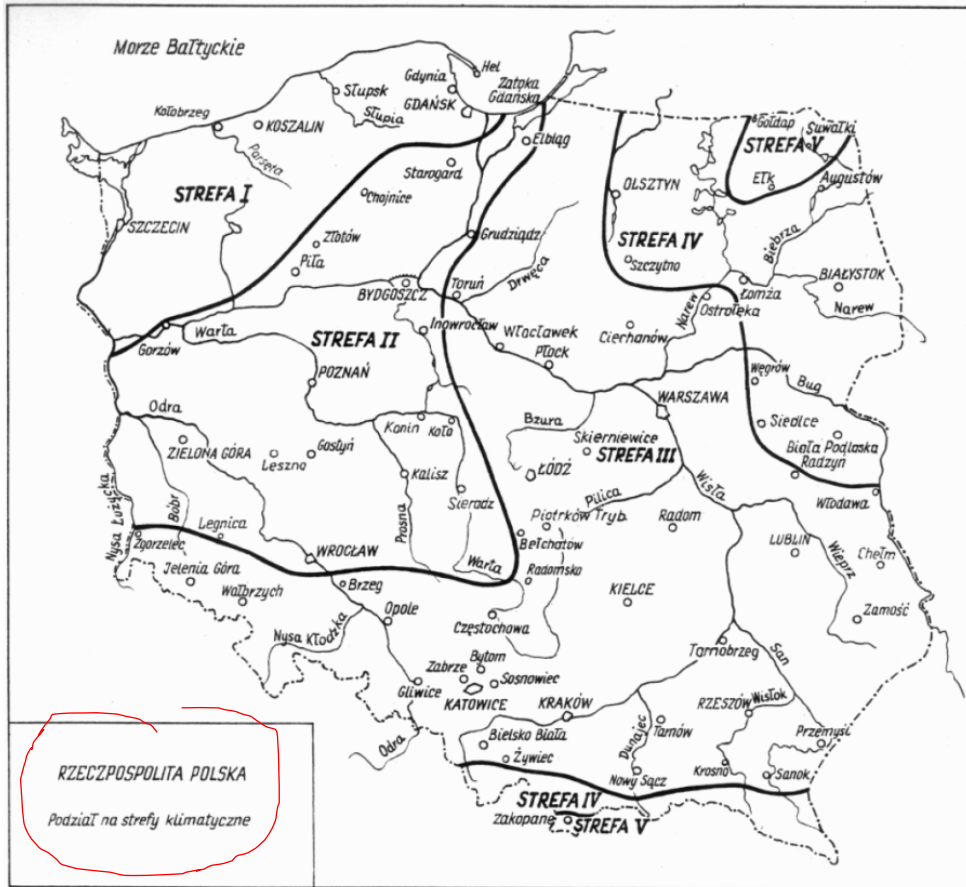 Morze Bałtyckie
Hel
Gdynia
Zatoka
Gdańska
Słupsk
GDAŃSK
Słupia
Kołobrzeg
KOSZALIN
Elbląg
Gołdap
Suwałki
STREFA V
Parsęta
Starogard
STREFA I
Chojnice
OLSZTYN
Ełk
Augustów
SZCZECIN
Grudziądz
STREFA IV
Złotów
Szczytno
Biebrza
Piła
Drwęca
BYDGOSZCZ
Toruń
Łomża
BIAŁYSTOK
Narew
Ostrołęka
Narew
Inowrocław
Warta
Włocławek
Ciechanów
Gorzów
STREFA II
Płock
POZNAŃ
Węgrów
Bug
WARSZAWA
Odra
Bzura
Konin
Koło
Siedlce
Skierniewice
Gostyń
ZIELONA GÓRA
Leszno
Biała Podlaska
ŁÓDŹ
STREFA III
Radzyń
Kalisz
Nysa Łużycka
Bóbr
Sieradz
Pilica
Wisła
Włodawa
Legnica
Prosna
Piotrków Tryb.
Radom
Zgorzelec
Bełchatów
LUBLIN
WROCŁAW
Warta
Wieprz
Chełm
Jelenia Góra
Brzeg
Radomsko
Wałbrzych
KIELCE
Opole
Częstochowa
Zamość
Nysa Kłodzka
Tarnobrzeg
San
Bytom
Zabrze
Sosnowiec
Gliwice
KATOWICE
KRAKÓW
RZESZÓW
Wisłok
Odra
Bielsko Biała
Dunajec
Tarnów
Przemyśl
Żywiec
Nowy Sącz
Krosno
Sanok
STREFA IV
Zakopane
STREFA V
RZECZPOSPOLITA POLSKA
Podział na strefy klimatyczne